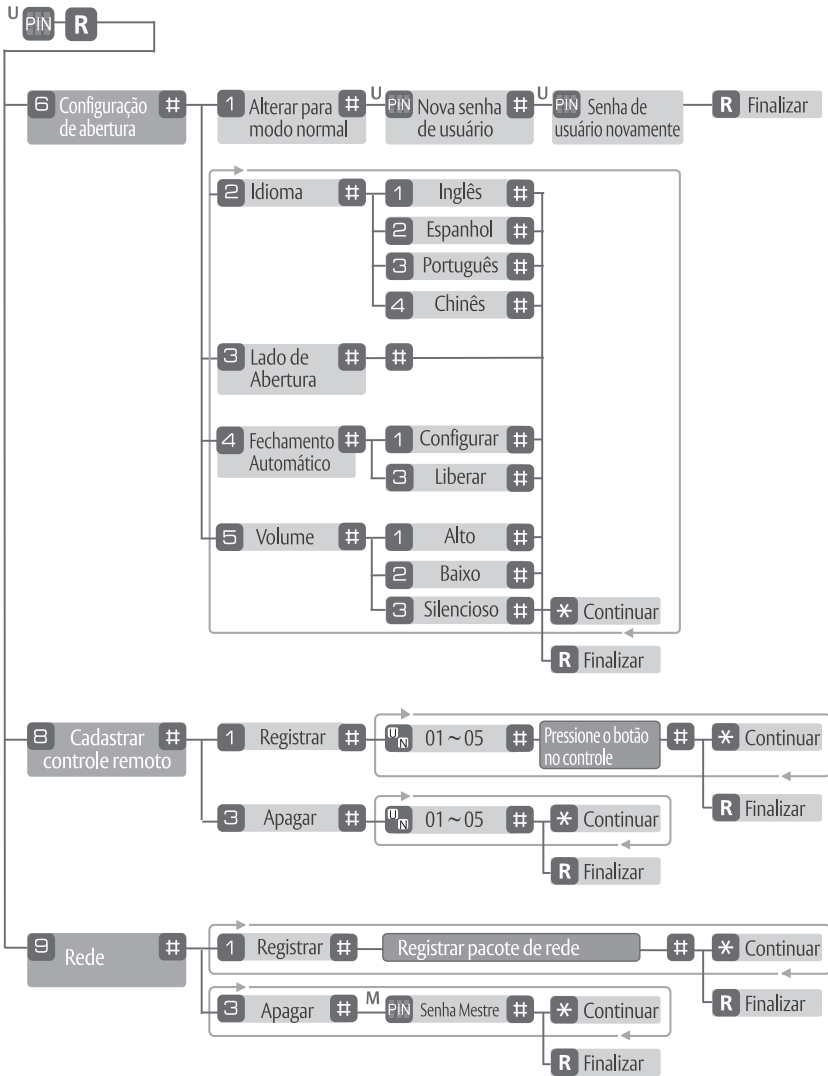 U PIN R
6 Configuração # 1 Alterar para # U PIN Nova senha # U PIN Senha de R Finalizar
de abertura modo normal de usuário usuário novamente
2 Idioma # 1 Inglês #
2 Espanhol #
3 Português #
4 Chinês #
3 Lado de # #
Abertura
4 Fechamento # 1 Configurar #
Automático
3 Liberar #
5 Volume # 1 Alto #
2 Baixo #
3 Silencioso # * Continuar
R Finalizar
8 Cadastrar # 1 Registrar # UN 01~05 # Pressione o botão # * Continuar
controle remoto no controle
R Finalizar
3 Apagar # UN 01~05 # * Continuar
R Finalizar
9 Rede # 1 Registrar # Registrar pacote de rede # * Continuar
R Finalizar
3 Apagar # M PIN Senha Mestre # * Continuar
R Finalizar